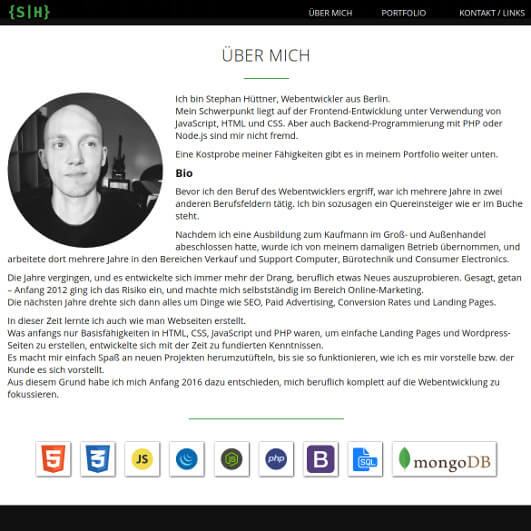 {S|H}
ÜBER MICH
PORTFOLIO
KONTAKT / LINKS
ÜBER MICH
Ich bin Stephan Hüttner, Webentwickler aus Berlin.
Mein Schwerpunkt liegt auf der Frontend-Entwicklung unter Verwendung von
JavaScript, HTML und CSS. Aber auch Backend-Programmierung mit PHP oder
Node.js sind mir nicht fremd.
Eine Kostprobe meiner Fähigkeiten gibt es in meinem Portfolio weiter unten.
Bio
Bevor ich den Beruf des Webentwicklers ergriff, war ich mehrere Jahre in zwei
anderen Berufsfeldern tätig. Ich bin sozusagen ein Quereinsteiger wie er im Buche
steht.
Nachdem ich eine Ausbildung zum Kaufmann im Groß- und Außenhandel
abeschlossen hatte, wurde ich von meinem damaligen Betrieb übernommen, und
arbeitete dort mehrere Jahre in den Bereichen Verkauf und Support Computer, Bürotechnik und Consumer Electronics.
Die Jahre vergingen, und es entwickelte sich immer mehr der Drang, beruflich etwas Neues auszuprobieren. Gesagt, getan
– Anfang 2012 ging ich das Risiko ein, und machte mich selbstständig im Bereich Online-Marketing.
Die nächsten Jahre drehte sich dann alles um Dinge wie SEO, Paid Advertising, Conversion Rates und Landing Pages.
In dieser Zeit lernte ich auch wie man Webseiten erstellt.
Was anfangs nur Basisfähigkeiten in HTML, CSS, JavaScript und PHP waren, um einfache Landing Pages und Wordpress-
Seiten zu erstellen, entwickelte sich mit der Zeit zu fundierten Kenntnissen.
Es macht mir einfach Spaß an neuen Projekten herumzutüfteln, bis sie so funktionieren, wie ich es mir vorstelle bzw. der
Kunde es sich vorstellt.
Aus diesem Grund habe ich mich Anfang 2016 dazu entschieden, mich beruflich komplett auf die Webentwicklung zu
fokussieren.
5
3
JS
JS
php
B
SQL
mongoDB